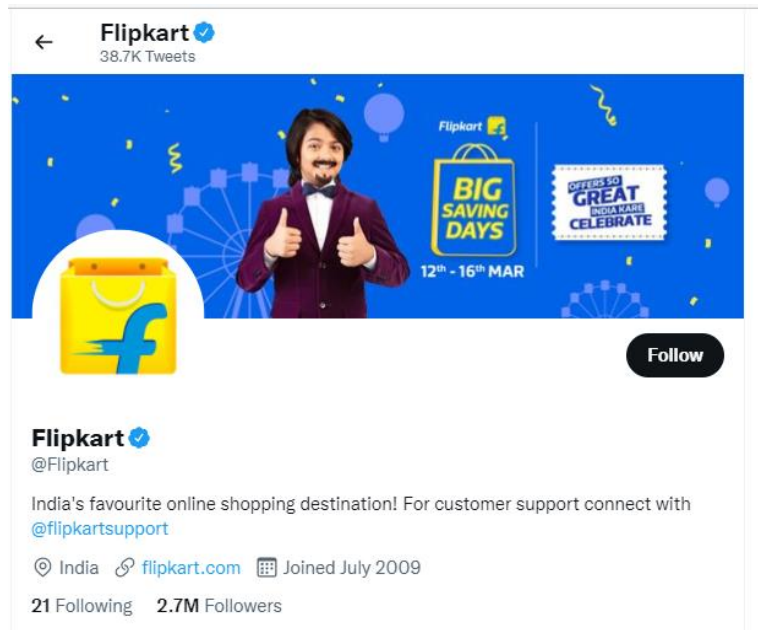 Flipkart
38.7K Tweets
Flipkart
BIG
SAVING
DAYS
12th - 16th MAR
OFFERS SO
GREAT
INDIA KARE
CELEBRATE
Follow
Flipkart
@Flipkart
India's favourite online shopping destination! For customer support connect with
@flipkartsupport
India flipkart.com Joined July 2009
21 Following 2.7M Followers